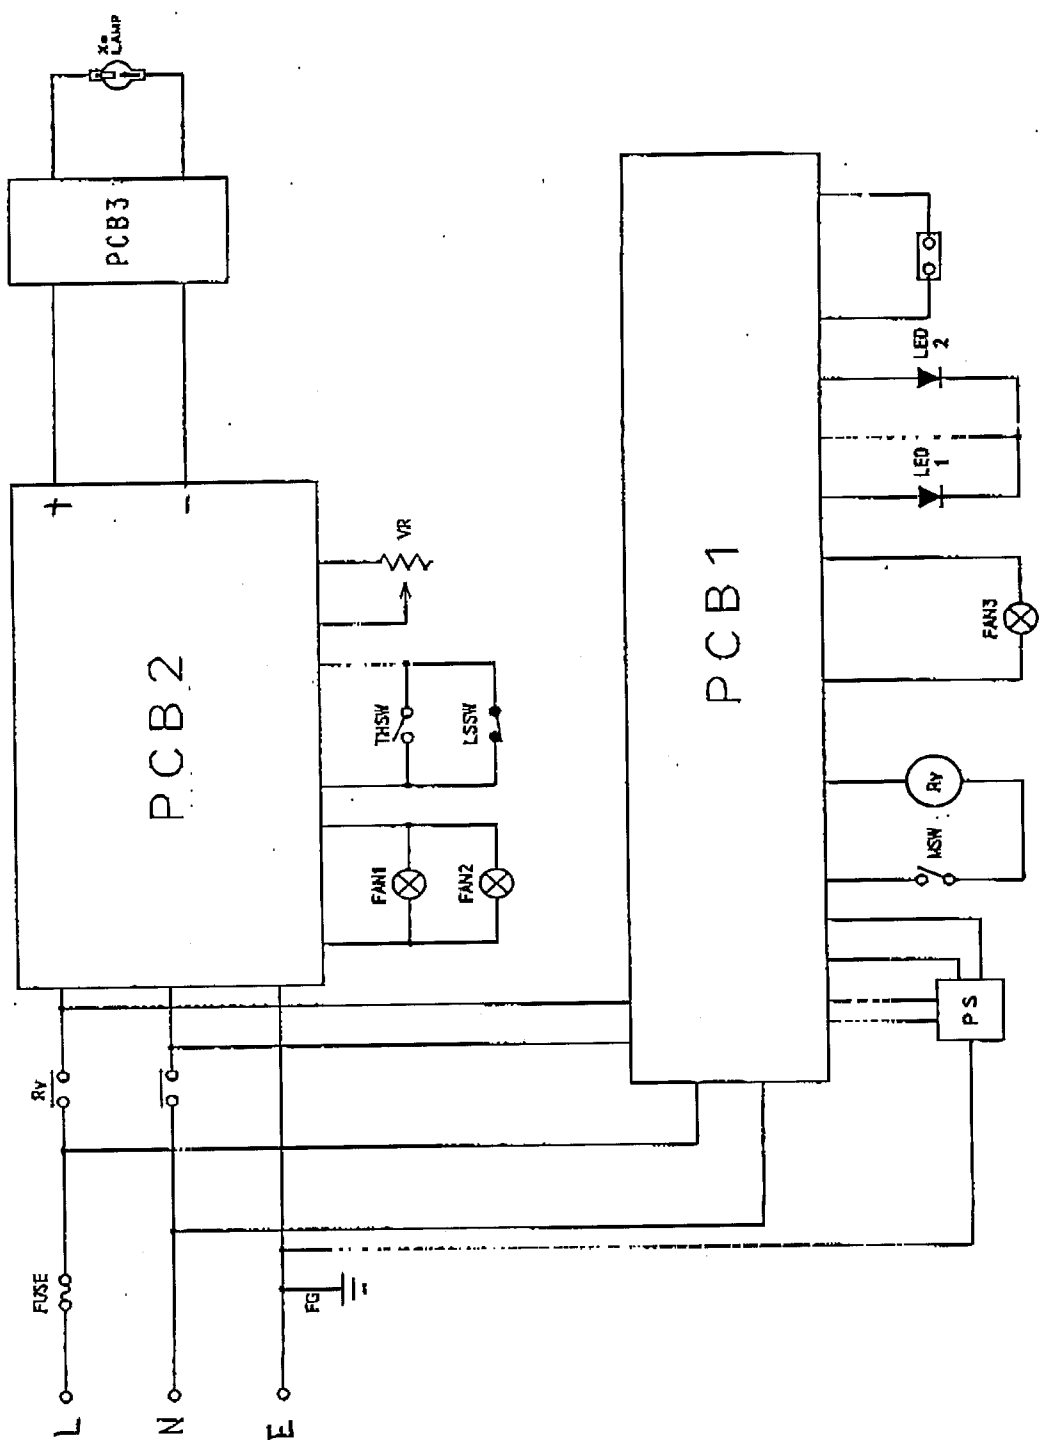 L
N
E
FUSE
FG
Ry
PCB2
+
-
FAN1
FAN2
THSW
LSSW
VR
PCB3
Xe
LAMP
PCB1
PS
MSW
Ry
FAN3
LED
1
LED
2